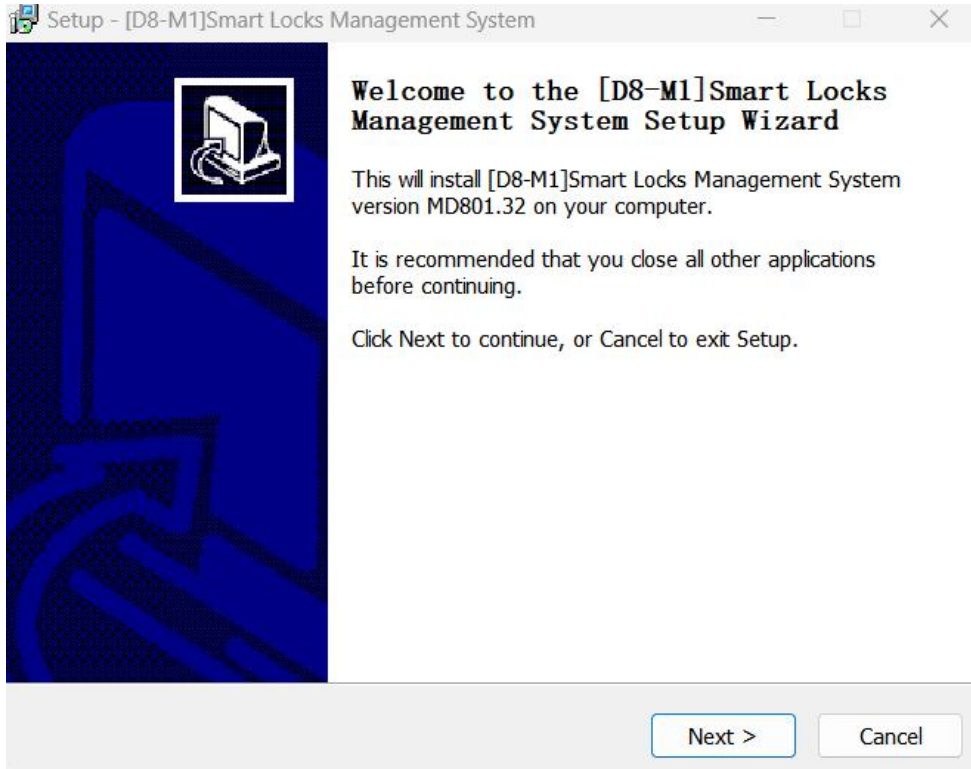 Setup - [D8-M1]Smart Locks Management System
Welcome to the [D8-M1]Smart Locks
Management System Setup Wizard
This will install [D8-M1]Smart Locks Management System
version MD801.32 on your computer.
It is recommended that you close all other applications
before continuing.
Click Next to continue, or Cancel to exit Setup.
Next >
Cancel